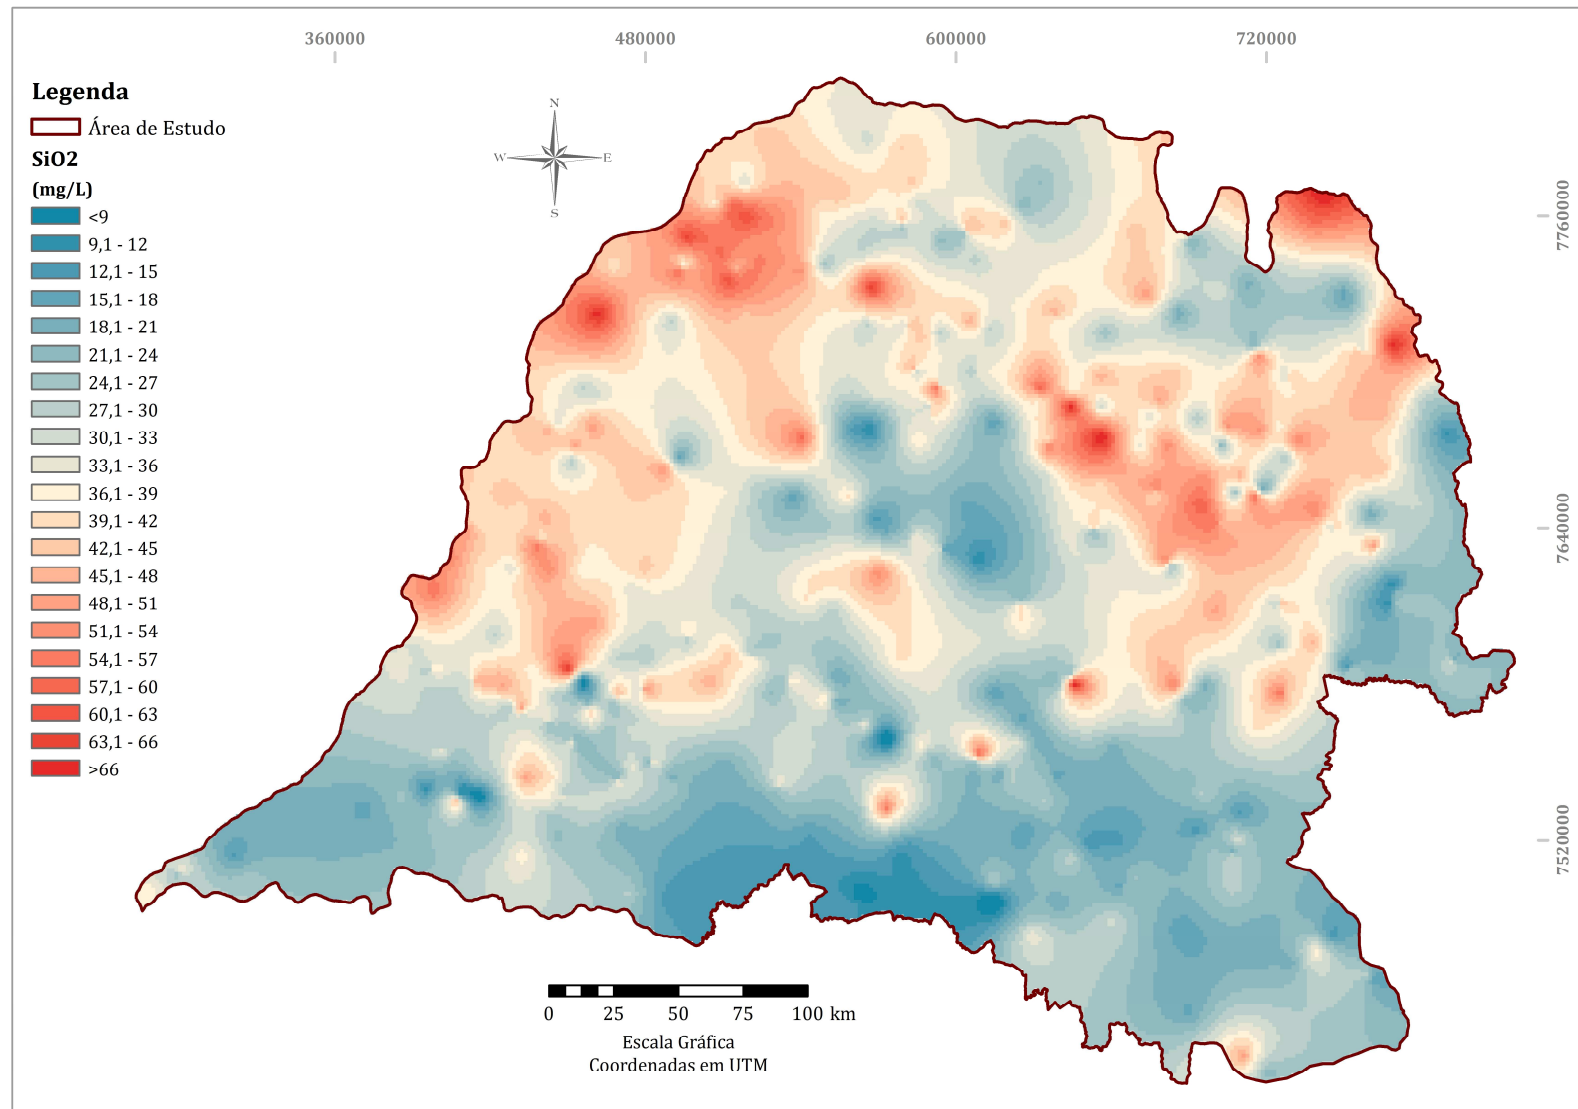 360000 480000 600000 720000
Legenda
Área de Estudo
SiO2
(mg/L)
<9
9,1 - 12
12,1 - 15
15,1 - 18
18,1 - 21
21,1 - 24
24,1 - 27
27,1 - 30
30,1 - 33
33,1 - 36
36,1 - 39
39,1 - 42
42,1 - 45
45,1 - 48
48,1 - 51
51,1 - 54
54,1 - 57
57,1 - 60
60,1 - 63
63,1 - 66
>66
N
W E
S
7760000
7640000
7520000
0 25 50 75 100 km
Escala Gráfica
Coordenadas em UTM